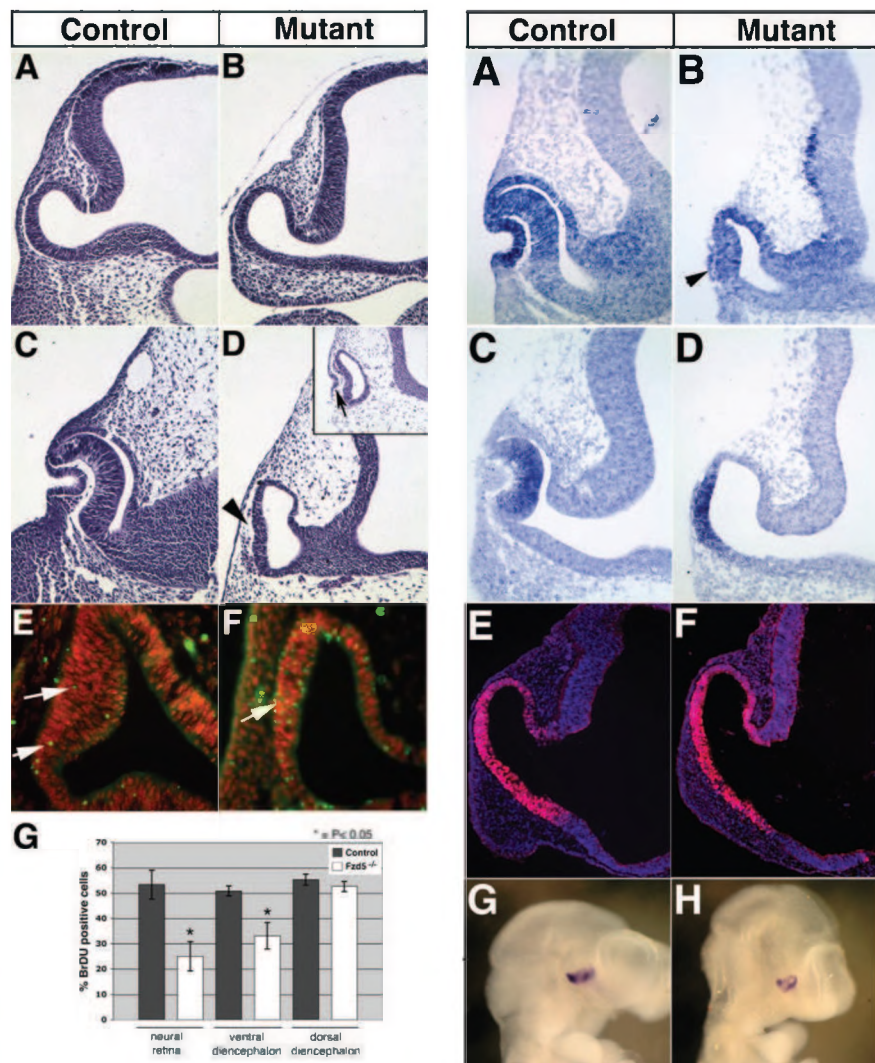 Control Mutant
A B
C D
E F
G
* = P< 0.05
% BrDU positive cells
70
60
50
40
30
20
10
0
Control
Fzd5 -/-
*
*
neural retina
ventral diencephalon
dorsal diencephalon
Control Mutant
A B
C D
E F
G H